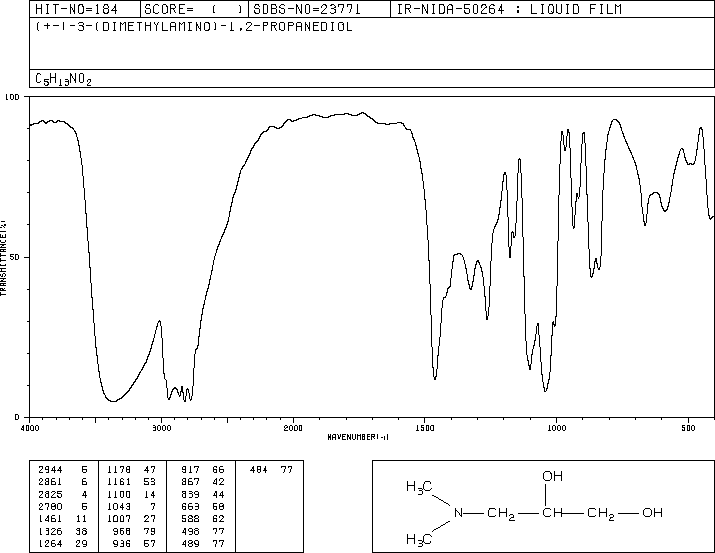 HIT-NO=184 SCORE= ( ) SDBS-NO=23771 IR-NIDA-50264 : LIQUID FILM
(+-)-3-(DIMETHYLAMINO)-1,2-PROPANEDIOL
C5H13NO2
100
50
0
TRANSMITTANCE(%)
4000 3000 2000 1500 1000 500
WAVENUMBER(-1)
2944 5 1178 47 917 66 484 77
2861 6 1161 53 867 42
2825 4 1100 14 839 44
2780 5 1043 7 663 58
1461 11 1007 27 588 62
1326 38 968 79 498 77
1264 29 936 57 489 77
OH
H3C
N CH2 CH CH2 OH
H3C